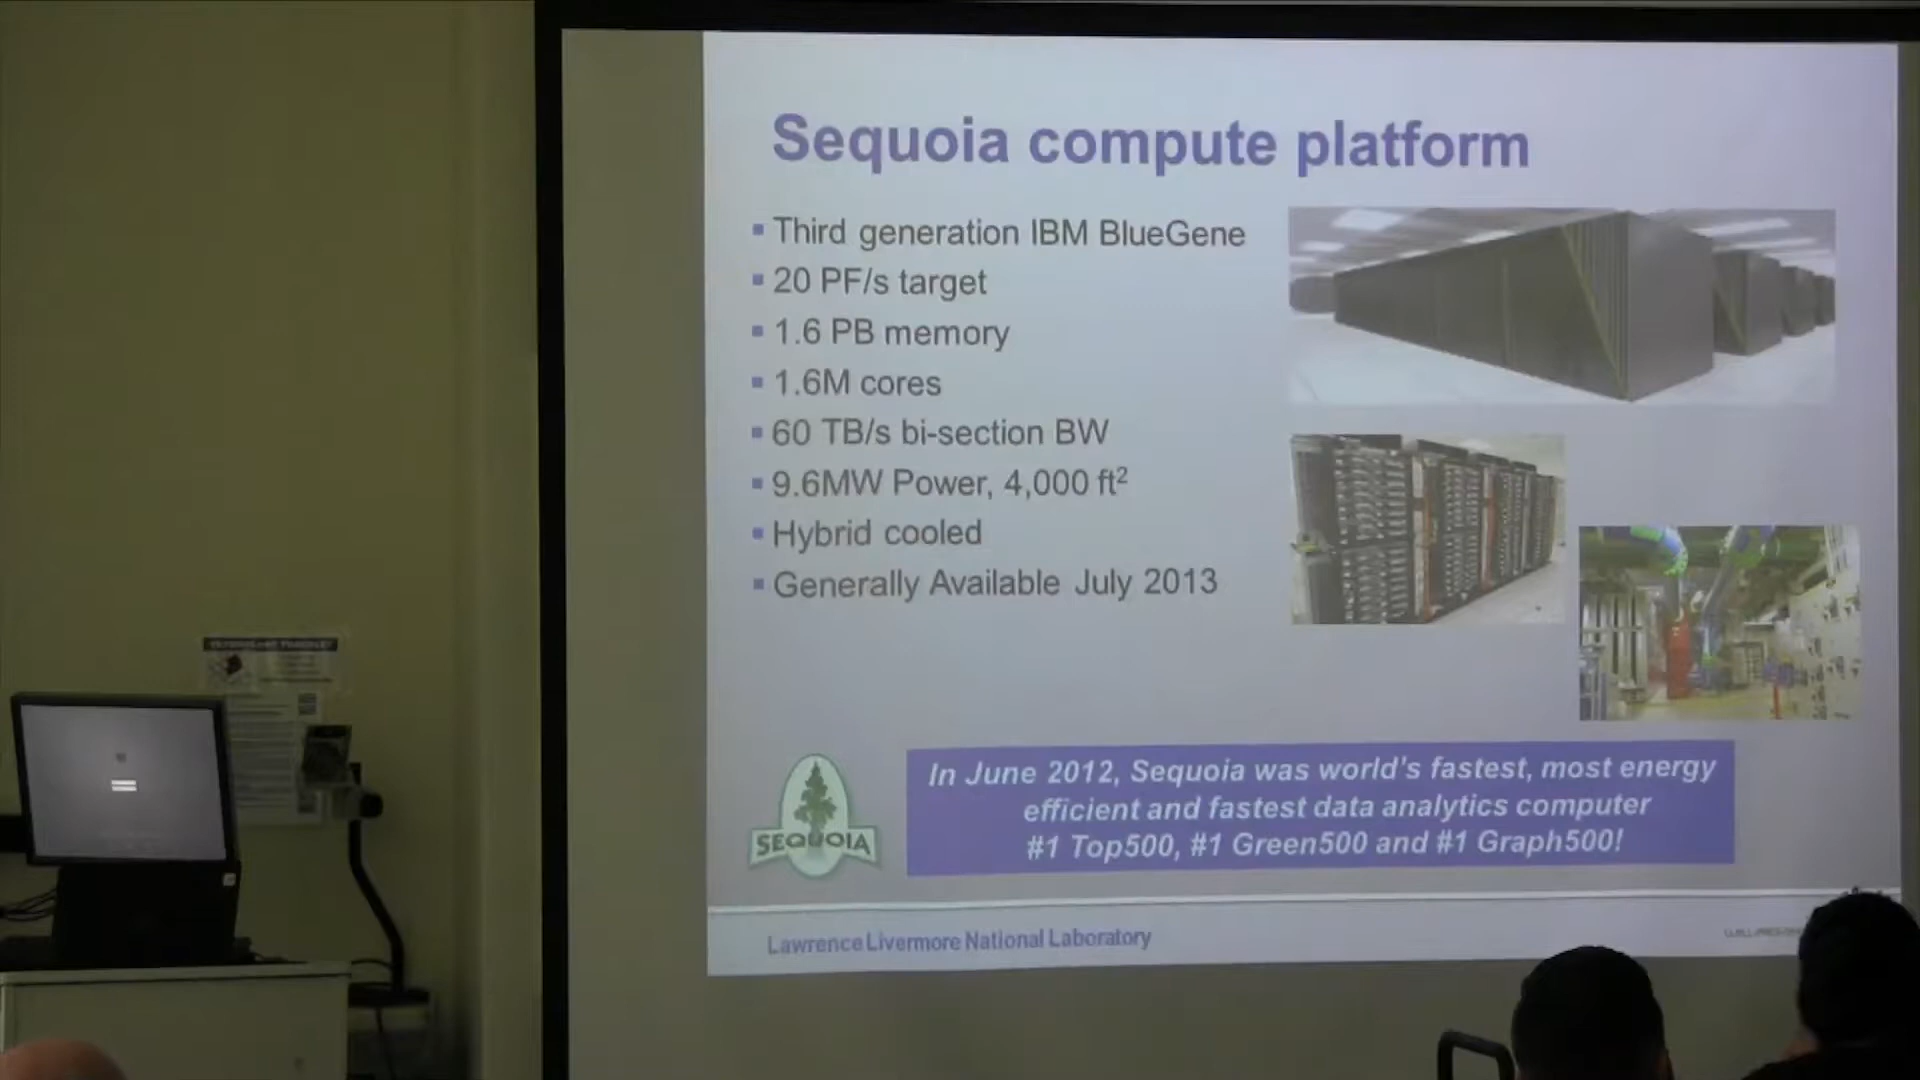 Sequoia compute platform
▪ Third generation IBM BlueGene
▪ 20 PF/s target
▪ 1.6 PB memory
▪ 1.6M cores
▪ 60 TB/s bi-section BW
▪ 9.6MW Power, 4,000 ft²
▪ Hybrid cooled
▪ Generally Available July 2013
In June 2012, Sequoia was world's fastest, most energy
efficient and fastest data analytics computer
#1 Top500, #1 Green500 and #1 Graph500!
SEQUOIA
Lawrence Livermore National Laboratory